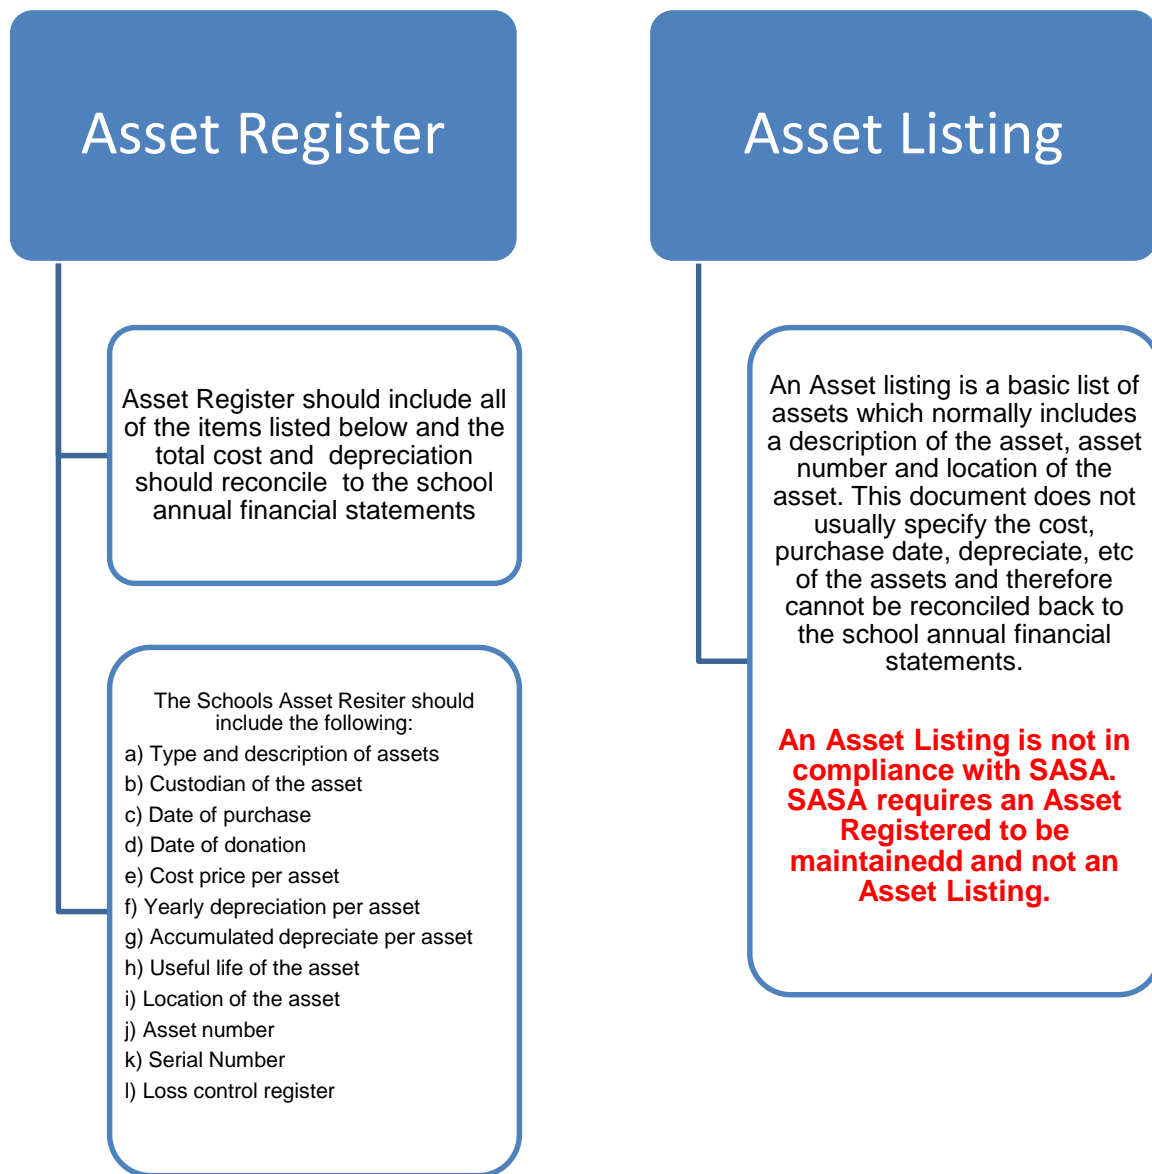 Asset Register
Asset Register should include all
of the items listed below and the
total cost and depreciation
should reconcile to the school
annual financial statements
The Schools Asset Resiter should
include the following:
a) Type and description of assets
b) Custodian of the asset
c) Date of purchase
d) Date of donation
e) Cost price per asset
f) Yearly depreciation per asset
g) Accumulated depreciate per asset
h) Useful life of the asset
i) Location of the asset
j) Asset number
k) Serial Number
l) Loss control register
Asset Listing
An Asset listing is a basic list of
assets which normally includes
a description of the asset, asset
number and location of the
asset. This document does not
usually specify the cost,
purchase date, depreciate, etc
of the assets and therefore
cannot be reconciled back to
the school annual financial
statements.
An Asset Listing is not in
compliance with SASA.
SASA requires an Asset
Registered to be
maintainedd and not an
Asset Listing.